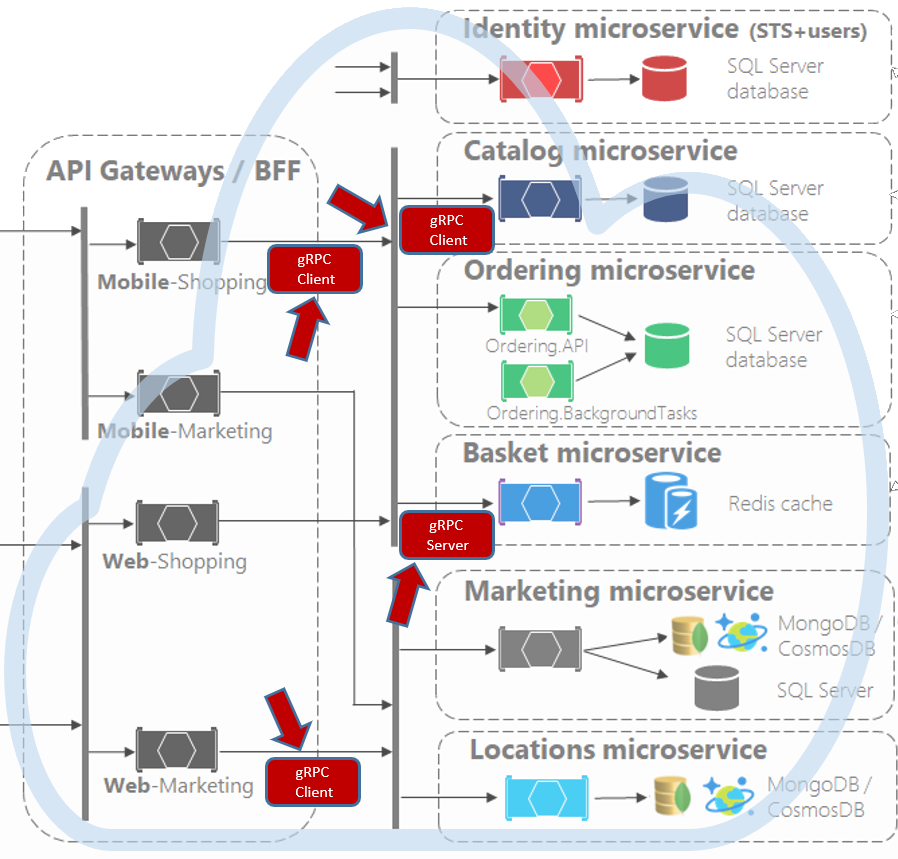 Identity microservice (STS+users)
SQL Server
database
Catalog microservice
SQL Server
database
API Gateways / BFF
gRPC
Client
gRPC
Client
Mobile-Shopping
Ordering microservice
Ordering.API
SQL Server
database
Ordering.BackgroundTasks
Mobile-Marketing
Basket microservice
Redis cache
gRPC
Server
Web-Shopping
Marketing microservice
MongoDB /
CosmosDB
SQL Server
Locations microservice
Web-Marketing
gRPC
Client
MongoDB /
CosmosDB